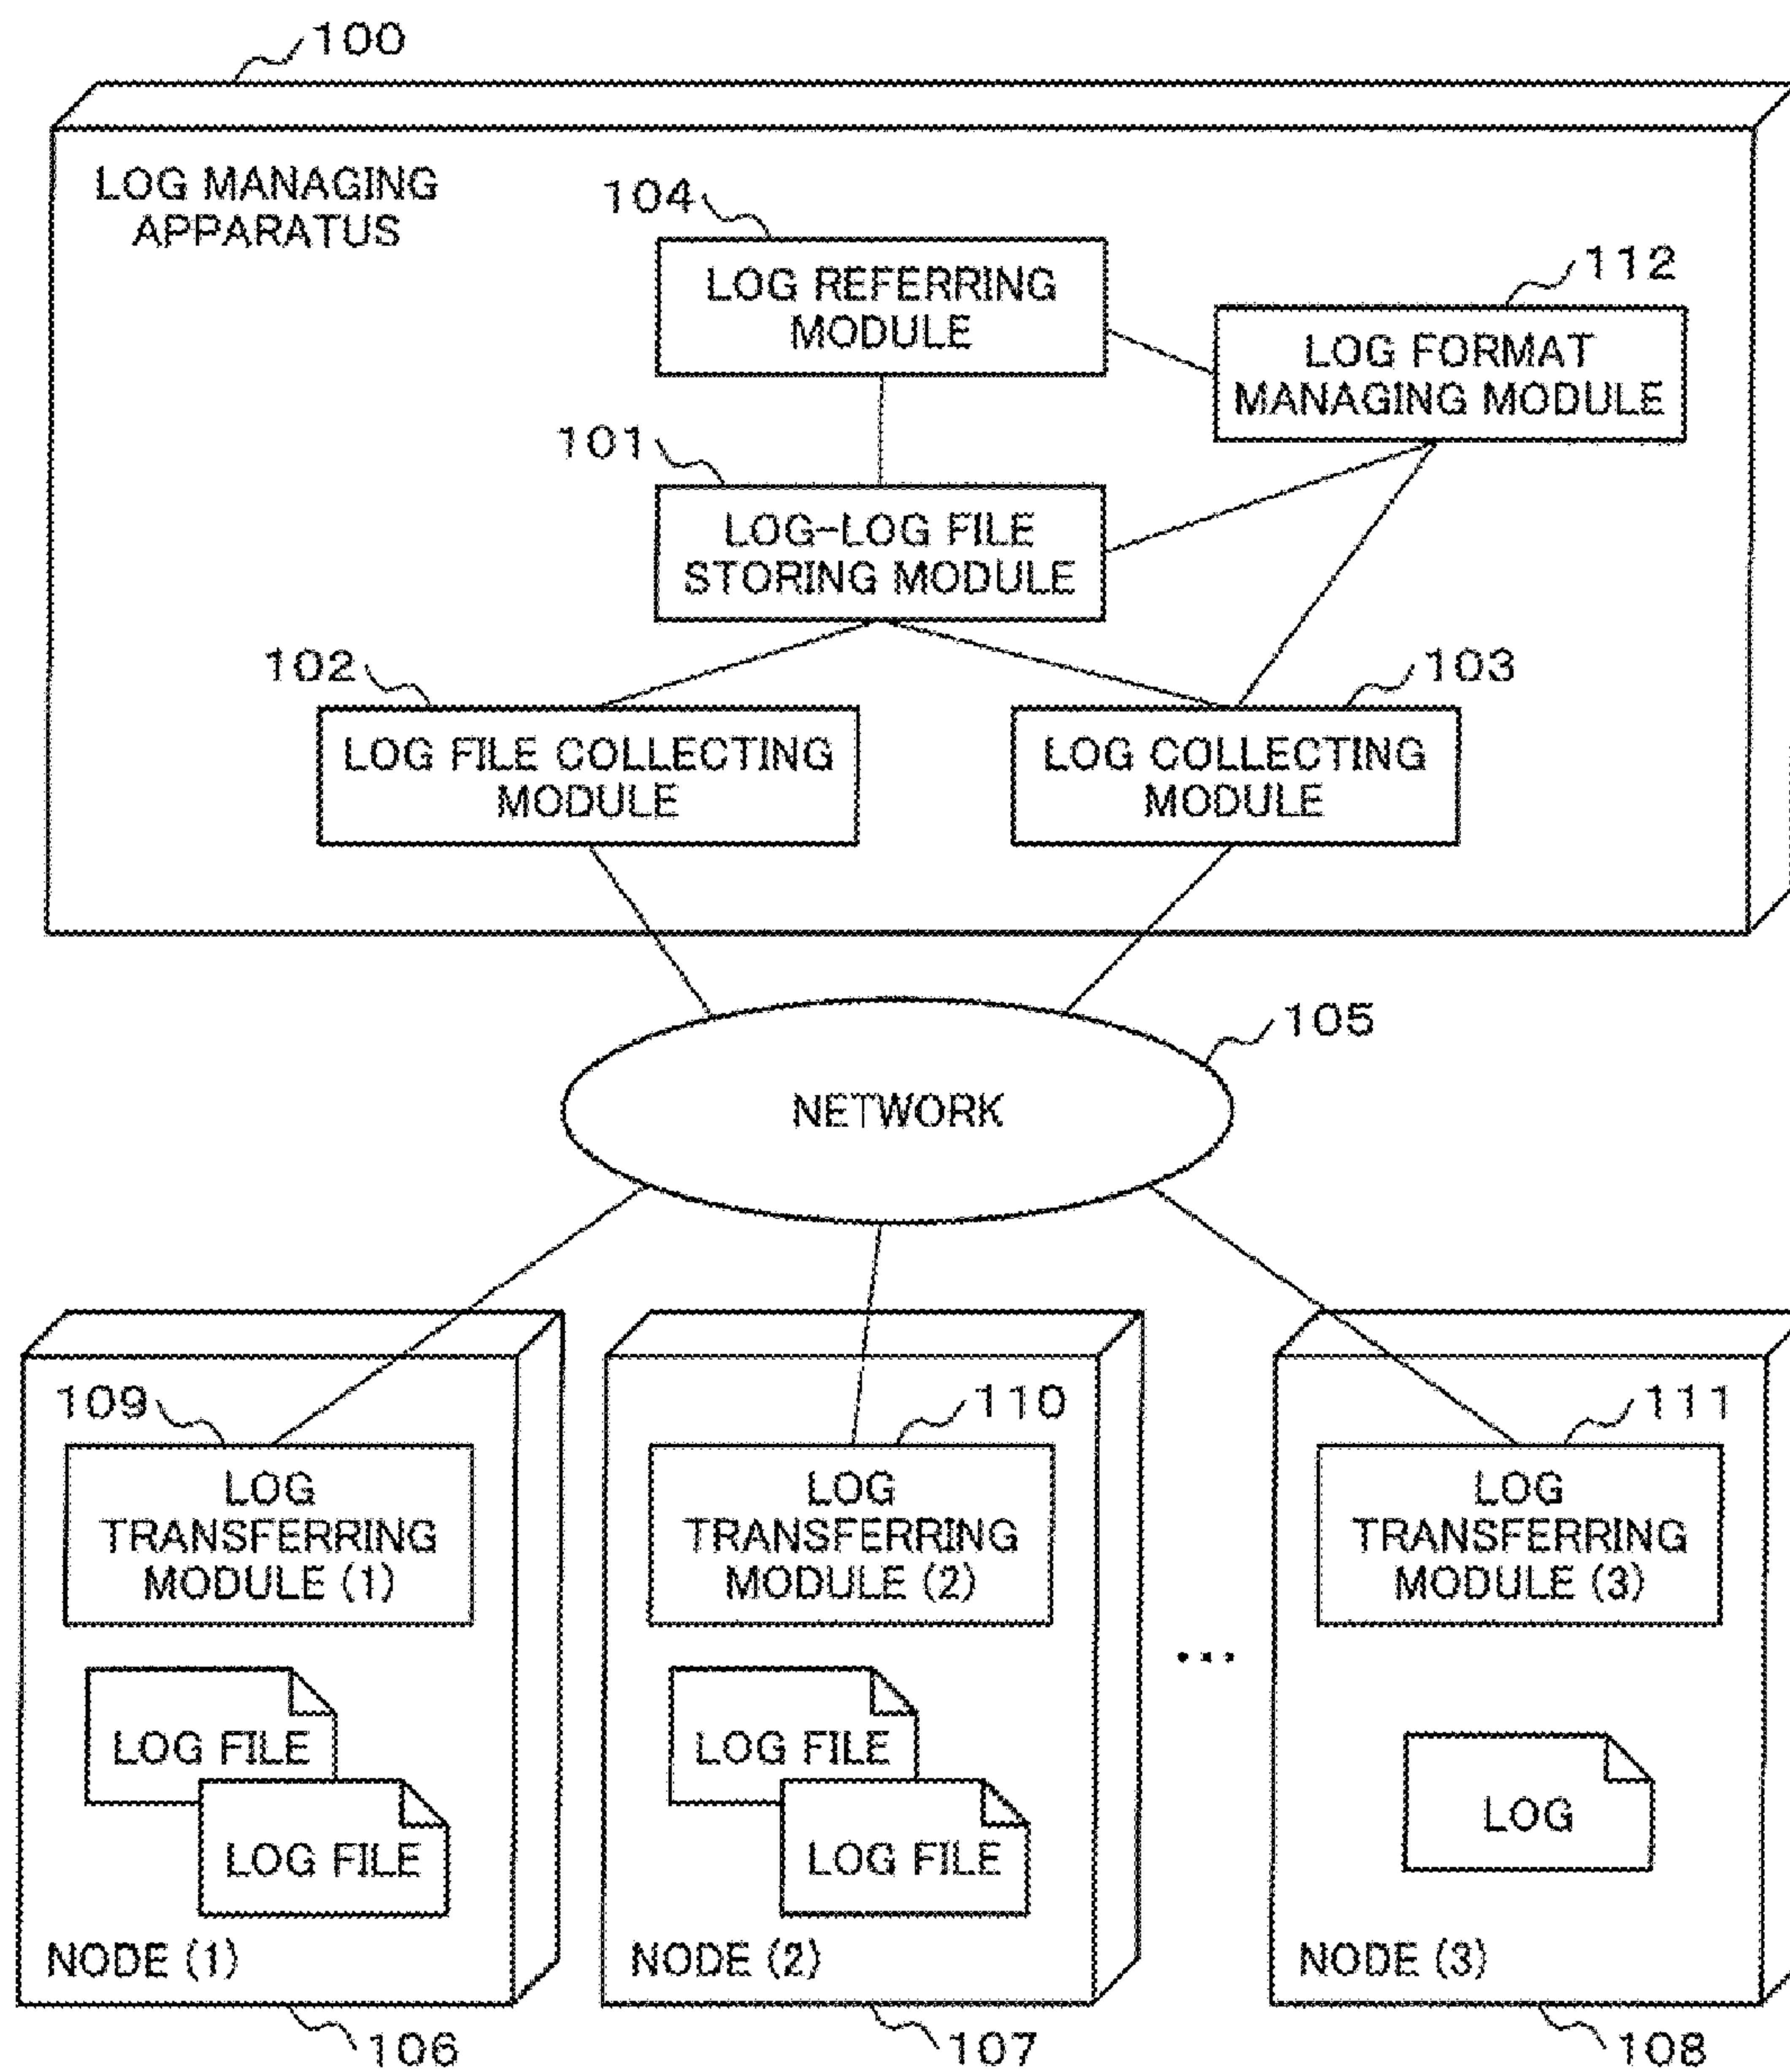 100
LOG MANAGING
APPARATUS
104
LOG REFERRING
MODULE
112
LOG FORMAT
MANAGING MODULE
101
LOG-LOG FILE
STORING MODULE
102
LOG FILE COLLECTING
MODULE
103
LOG COLLECTING
MODULE
105
NETWORK
109
LOG
TRANSFERRING
MODULE (1)
LOG FILE
LOG FILE
NODE (1)
106
110
LOG
TRANSFERRING
MODULE (2)
LOG FILE
LOG FILE
NODE (2)
107
...
111
LOG
TRANSFERRING
MODULE (3)
LOG
NODE (3)
108